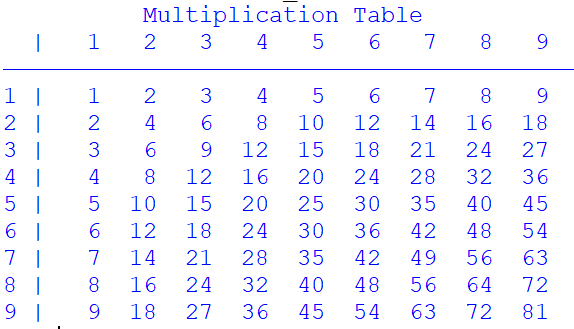 Multiplication Table
| 1 2 3 4 5 6 7 8 9
1 | 1 2 3 4 5 6 7 8 9
2 | 2 4 6 8 10 12 14 16 18
3 | 3 6 9 12 15 18 21 24 27
4 | 4 8 12 16 20 24 28 32 36
5 | 5 10 15 20 25 30 35 40 45
6 | 6 12 18 24 30 36 42 48 54
7 | 7 14 21 28 35 42 49 56 63
8 | 8 16 24 32 40 48 56 64 72
9 | 9 18 27 36 45 54 63 72 81